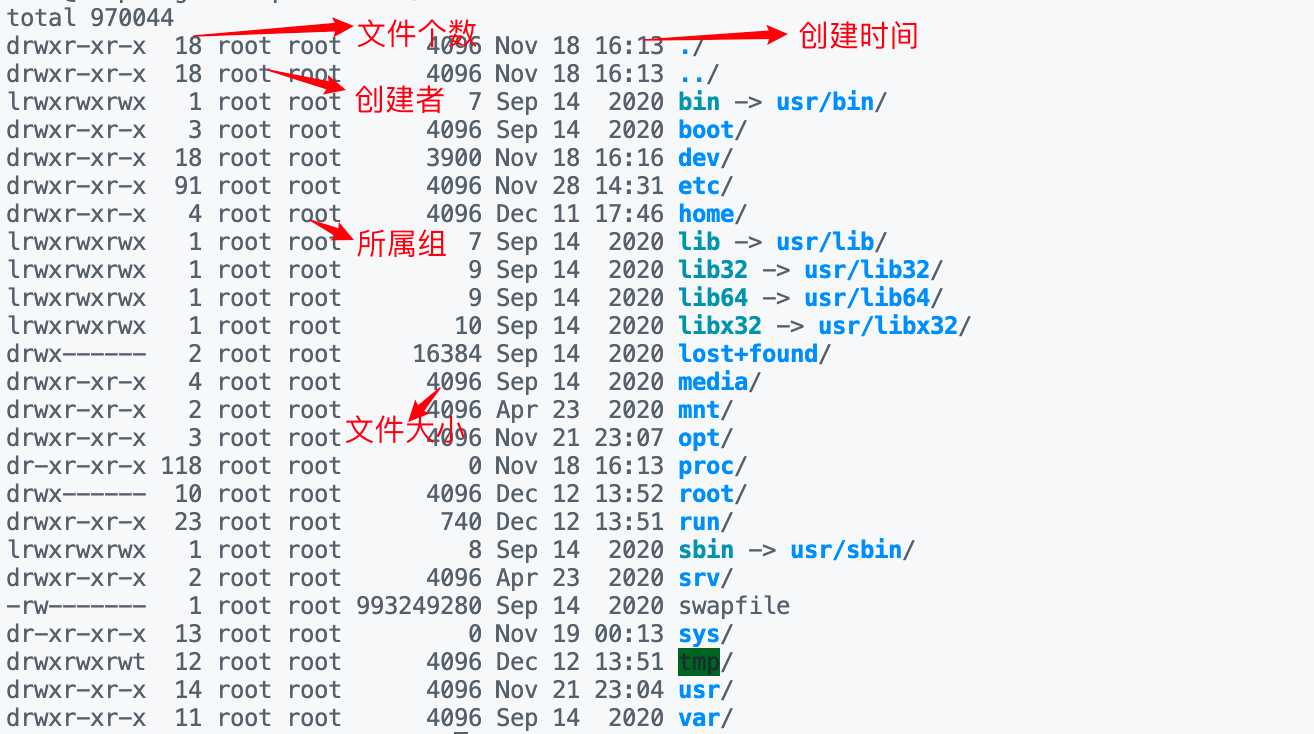 total 970044
drwxr-xr-x  18 root root 文件个数 4096 Nov 18 16:13 ./ 创建时间
drwxr-xr-x  18 root root      4096 Nov 18 16:13 ../
lrwxrwxrwx   1 root root 创建者 7 Sep 14  2020 bin -> usr/bin/
drwxr-xr-x   3 root root      4096 Sep 14  2020 boot/
drwxr-xr-x  18 root root      3900 Nov 18 16:16 dev/
drwxr-xr-x  91 root root      4096 Nov 28 14:31 etc/
drwxr-xr-x   4 root root      4096 Dec 11 17:46 home/
lrwxrwxrwx   1 root root 所属组 7 Sep 14  2020 lib -> usr/lib/
lrwxrwxrwx   1 root root         9 Sep 14  2020 lib32 -> usr/lib32/
lrwxrwxrwx   1 root root         9 Sep 14  2020 lib64 -> usr/lib64/
lrwxrwxrwx   1 root root        10 Sep 14  2020 libx32 -> usr/libx32/
drwx------   2 root root     16384 Sep 14  2020 lost+found/
drwxr-xr-x   4 root root      4096 Sep 14  2020 media/
drwxr-xr-x   2 root root      4096 Apr 23  2020 mnt/
drwxr-xr-x   3 root root 文件大小 4096 Nov 21 23:07 opt/
dr-xr-xr-x 118 root root         0 Nov 18 16:13 proc/
drwx------  10 root root      4096 Dec 12 13:52 root/
drwxr-xr-x  23 root root       740 Dec 12 13:51 run/
lrwxrwxrwx   1 root root         8 Sep 14  2020 sbin -> usr/sbin/
drwxr-xr-x   2 root root      4096 Apr 23  2020 srv/
-rw-------   1 root root 993249280 Sep 14  2020 swapfile
dr-xr-xr-x  13 root root         0 Nov 19 00:13 sys/
drwxrwxrwt  12 root root      4096 Dec 12 13:51 tmp/
drwxr-xr-x  14 root root      4096 Nov 21 23:04 usr/
drwxr-xr-x  11 root root      4096 Sep 14  2020 var/